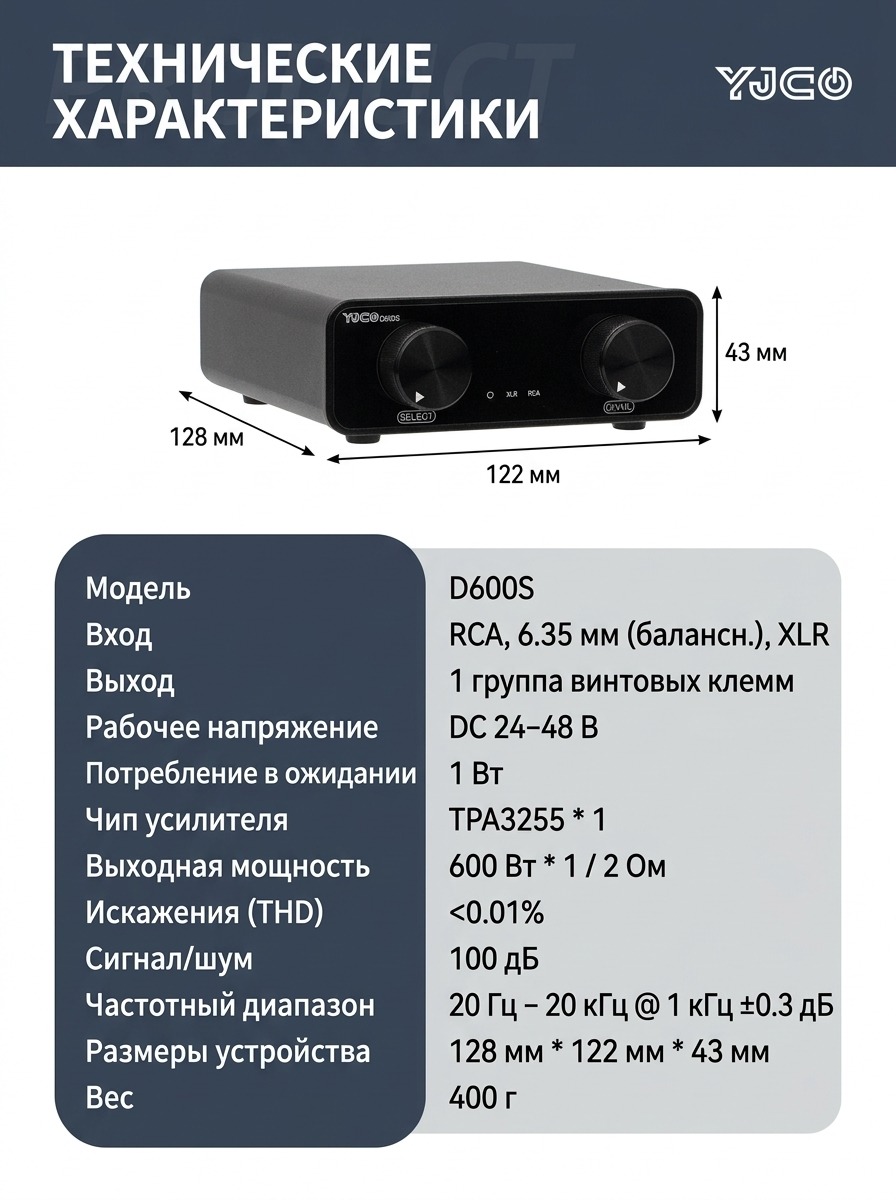 ТЕХНИЧЕСКИЕ
ХАРАКТЕРИСТИКИ
YJCO
YJCO D600S
SELECT
XLR RCA
43 мм
128 мм
122 мм
Модель D600S
Вход RCA, 6.35 мм (балансн.), XLR
Выход 1 группа винтовых клемм
Рабочее напряжение DC 24–48 В
Потребление в ожидании 1 Вт
Чип усилителя TPA3255 * 1
Выходная мощность 600 Вт * 1 / 2 Ом
Искажения (THD) <0.01%
Сигнал/шум 100 дБ
Частотный диапазон 20 Гц – 20 кГц @ 1 кГц ±0.3 дБ
Размеры устройства 128 мм * 122 мм * 43 мм
Вес 400 г